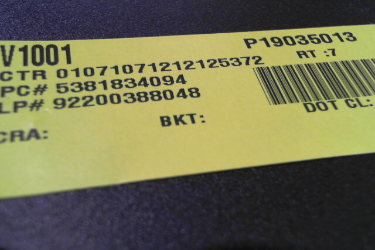 V1001 P19035013
CTR 01071071212125372 RT :7
PC# 5381834094
LP# 92200388048 DOT CL:
CRA: BKT: